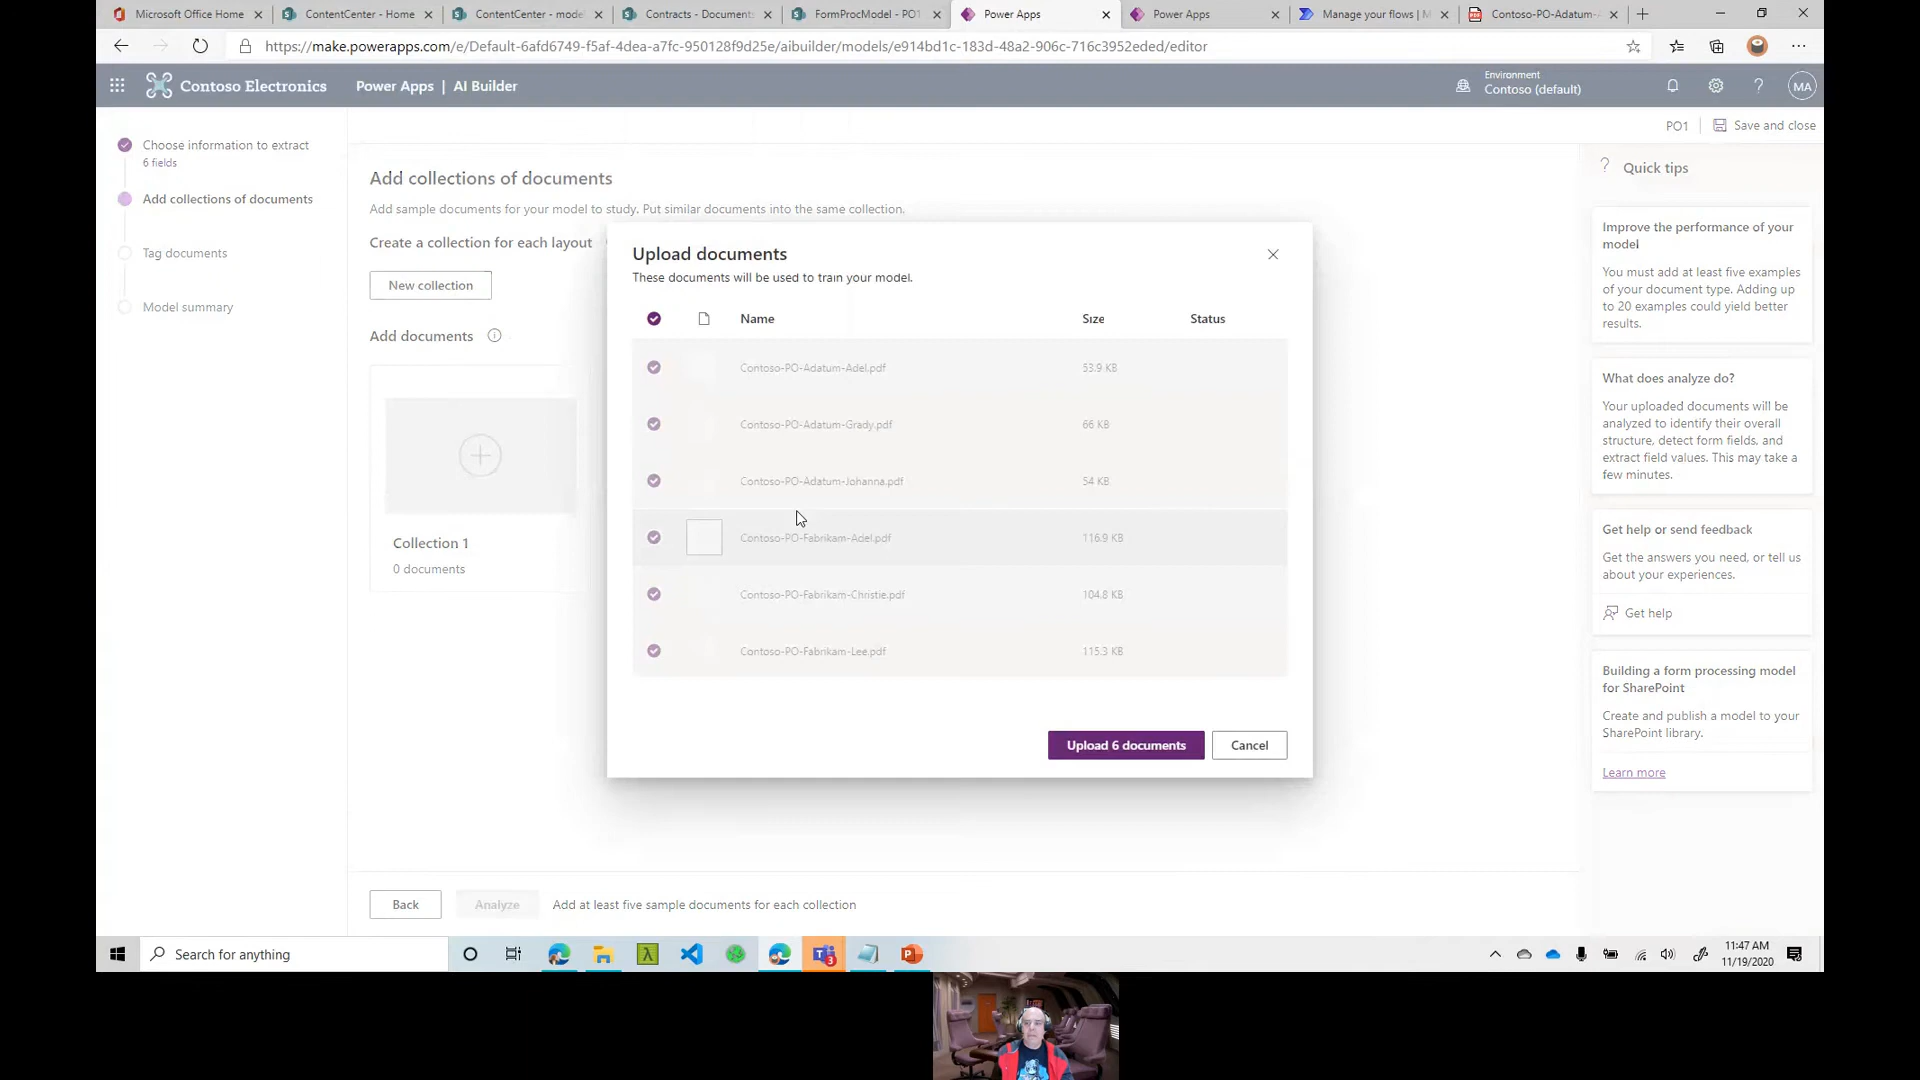 Microsoft Office Home
ContentCenter - Home
ContentCenter - mode
Contracts - Documents
FormProcModel - PO1
Power Apps
Power Apps
Manage your flows | M
Contoso-PO-Adatum-
https://make.powerapps.com/e/Default-6afd6749-f5af-4dea-a7fc-950128f9d25e/aibuilder/models/e914bd1c-183d-48a2-906c-716c3952eded/editor
Contoso Electronics
Power Apps | AI Builder
Environment
Contoso (default)
MA
PO1
Save and close
Choose information to extract
6 fields
Add collections of documents
Tag documents
Model summary
Add collections of documents
Add sample documents for your model to study. Put similar documents into the same collection.
Create a collection for each layout
New collection
Add documents
Collection 1
0 documents
Upload documents
These documents will be used to train your model.
Name Size Status
Contoso-PO-Adatum-Adel.pdf 53.9 KB
Contoso-PO-Adatum-Grady.pdf 66 KB
Contoso-PO-Adatum-Johanna.pdf 54 KB
Contoso-PO-Fabrikam-Adel.pdf 116.9 KB
Contoso-PO-Fabrikam-Christie.pdf 104.8 KB
Contoso-PO-Fabrikam-Lee.pdf 115.3 KB
Upload 6 documents
Cancel
Quick tips
Improve the performance of your
model
You must add at least five examples
of your document type. Adding up
to 20 examples could yield better
results.
What does analyze do?
Your uploaded documents will be
analyzed to identify their overall
structure, detect form fields, and
extract field values. This may take a
few minutes.
Get help or send feedback
Get the answers you need, or tell us
about your experiences.
Get help
Building a form processing model
for SharePoint
Create and publish a model to your
SharePoint library.
Learn more
Back
Analyze
Add at least five sample documents for each collection
Search for anything
3
11:47 AM
11/19/2020